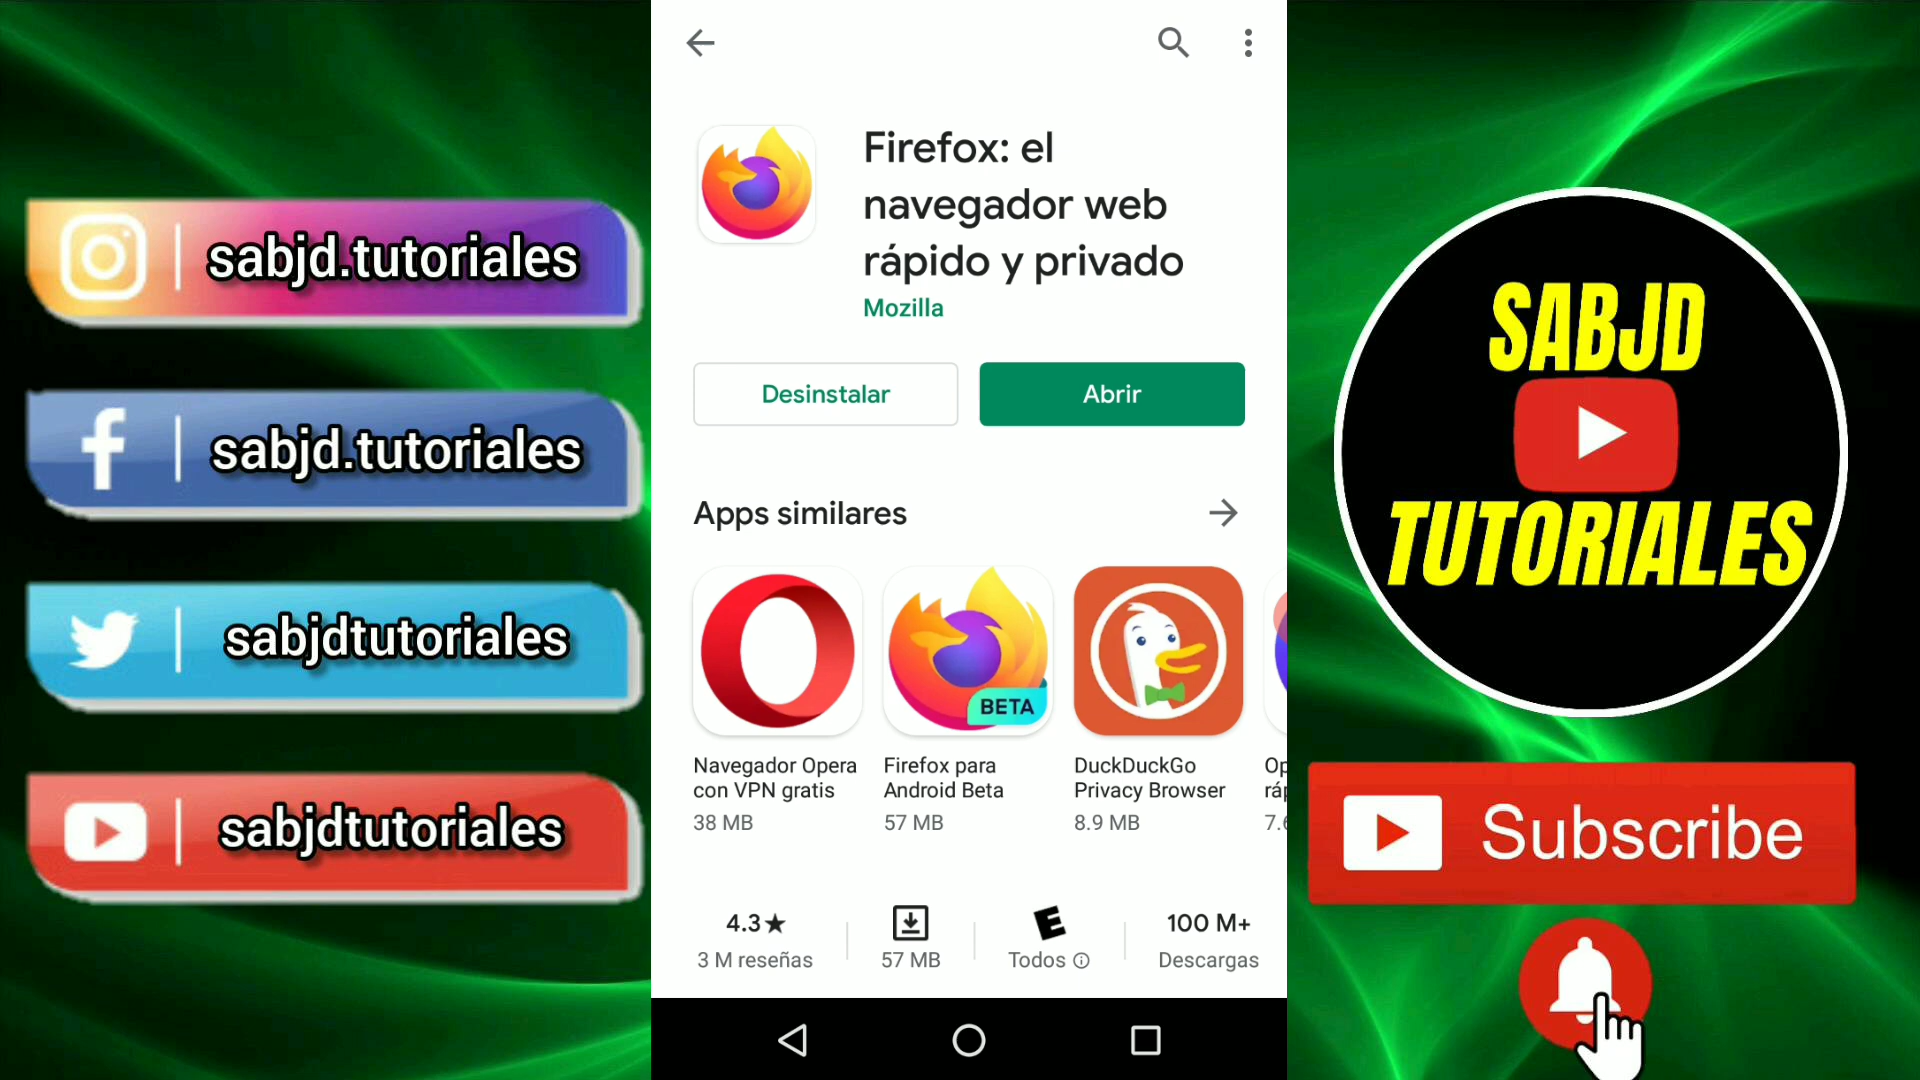 sabjd.tutoriales
sabjd.tutoriales
sabjdtutoriales
sabjdtutoriales
Firefox: el
navegador web
rápido y privado
Mozilla
Desinstalar
Abrir
Apps similares
BETA
Navegador Opera
con VPN gratis
38 MB
Firefox para
Android Beta
57 MB
DuckDuckGo
Privacy Browser
8.9 MB
4.3★
3 M reseñas
57 MB
E
Todos
100 M+
Descargas
SABJD
TUTORIALES
Subscribe